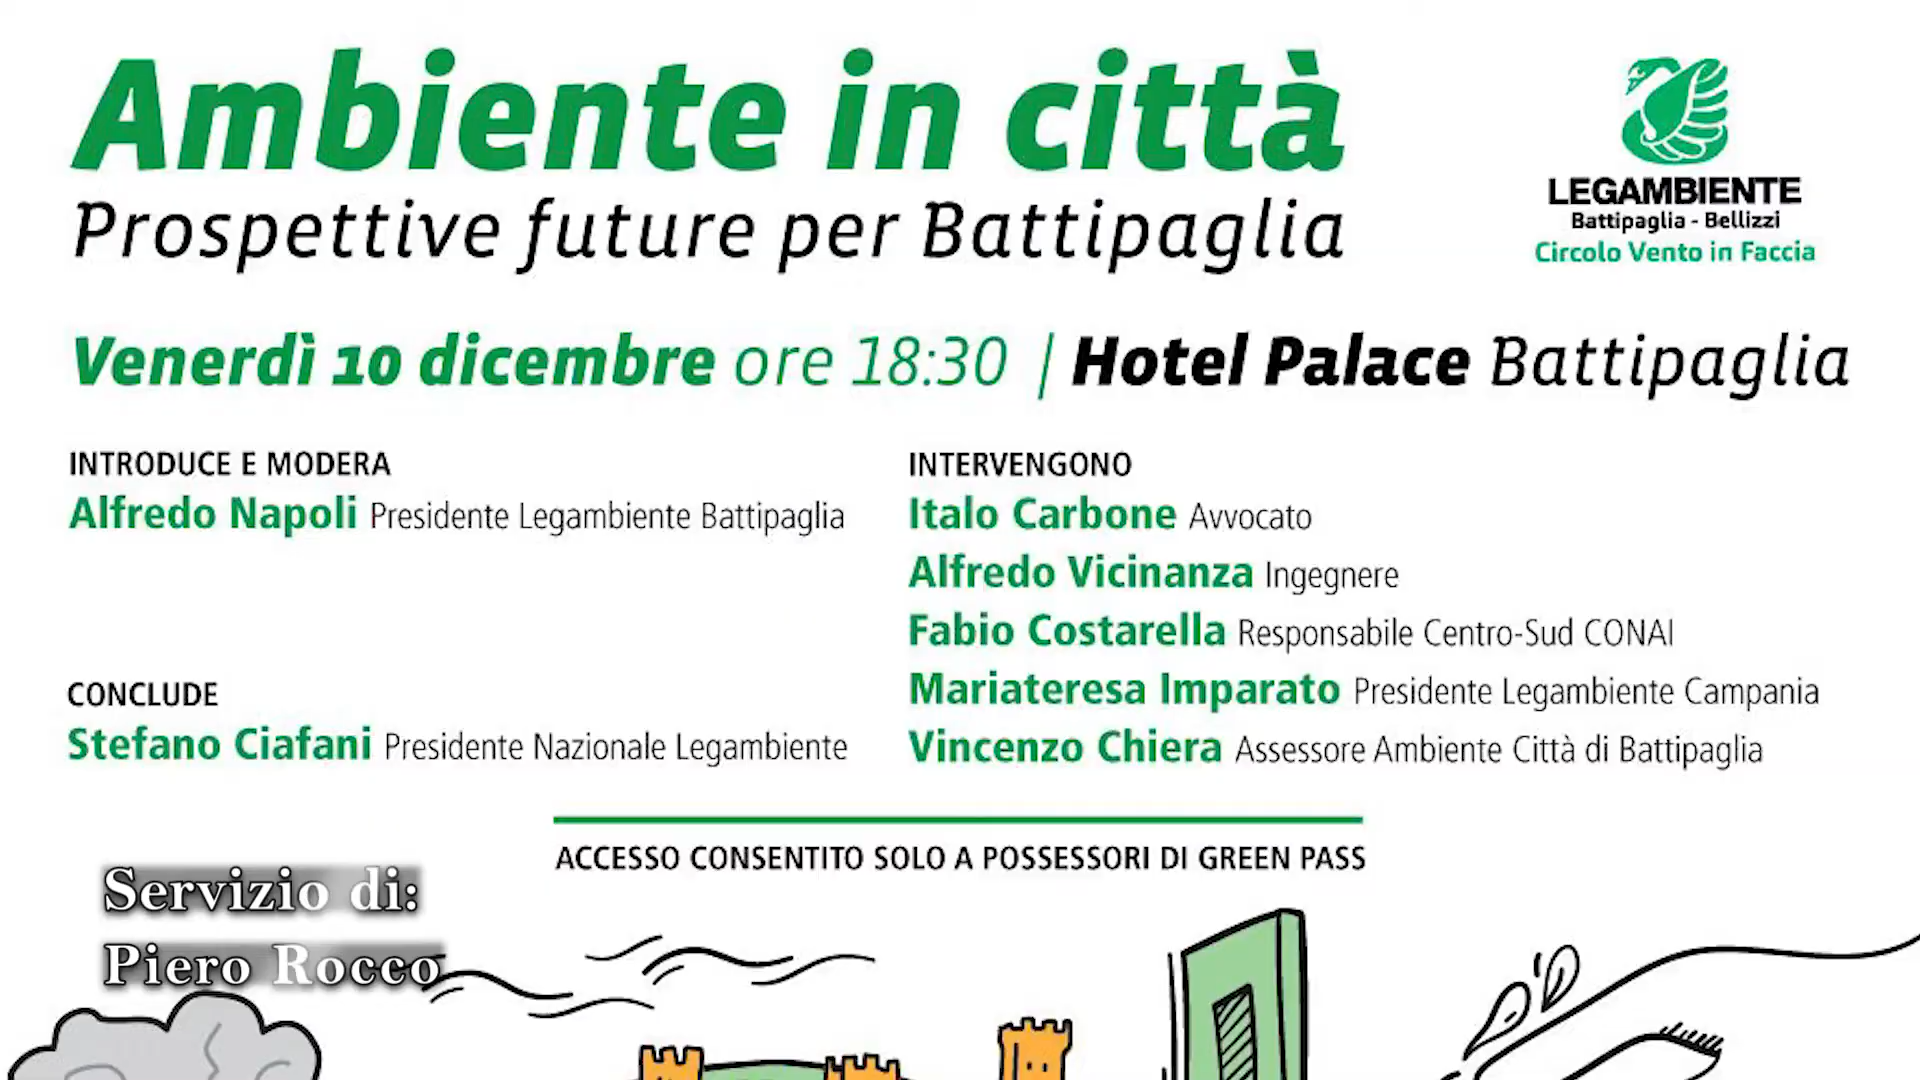 Ambiente in città
Prospettive future per Battipaglia
LEGAMBIENTE
Battipaglia - Bellizzi
Circolo Vento in Faccia
Venerdì 10 dicembre ore 18:30 | Hotel Palace Battipaglia
INTRODUCE E MODERA
Alfredo Napoli Presidente Legambiente Battipaglia
CONCLUDE
Stefano Ciafani Presidente Nazionale Legambiente
INTERVENGONO
Italo Carbone Avvocato
Alfredo Vicinanza Ingegnere
Fabio Costarella Responsabile Centro-Sud CONAI
Mariateresa Imparato Presidente Legambiente Campania
Vincenzo Chiera Assessore Ambiente Città di Battipaglia
ACCESSO CONSENTITO SOLO A POSSESSORI DI GREEN PASS
Servizio di:
Piero Rocco